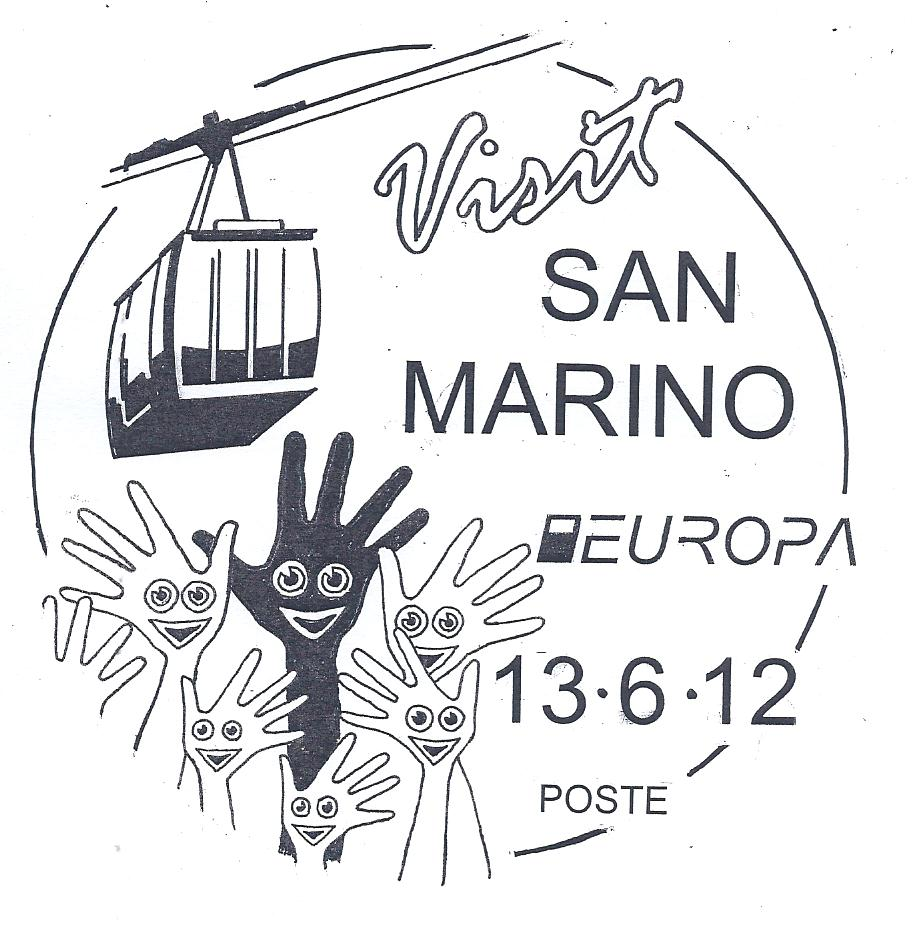 Visit
SAN
MARINO
EUROPA
13·6·12
POSTE